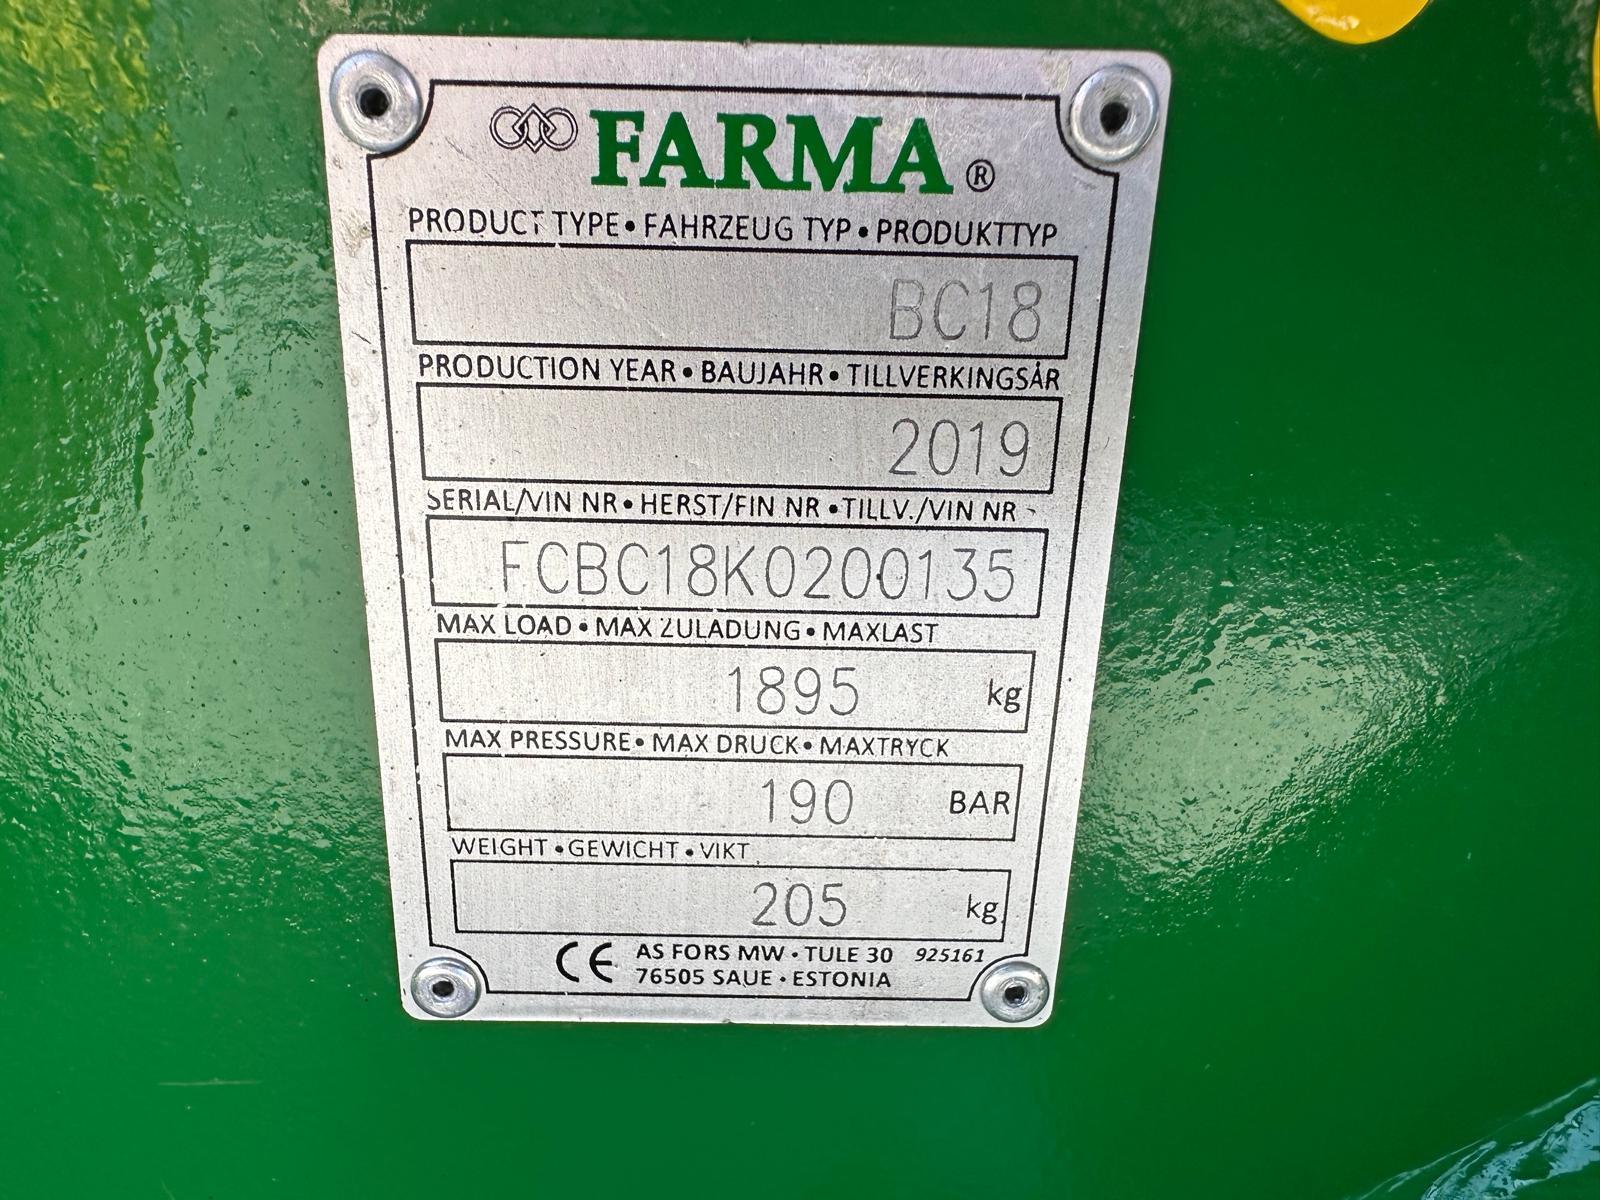 FARMA ®
PRODUCT TYPE • FAHRZEUG TYP • PRODUKTTYP
BC18
PRODUCTION YEAR • BAUJAHR • TILLVERKINGSÅR
2019
SERIAL/VIN NR • HERST/FIN NR • TILLV./VIN NR
FCBC18K0200135
MAX LOAD • MAX ZULADUNG • MAXLAST
1895 kg
MAX PRESSURE • MAX DRUCK • MAXTRYCK
190 BAR
WEIGHT • GEWICHT • VIKT
205 kg
CE AS FORS MW • TULE 30 925161
76505 SAUE • ESTONIA